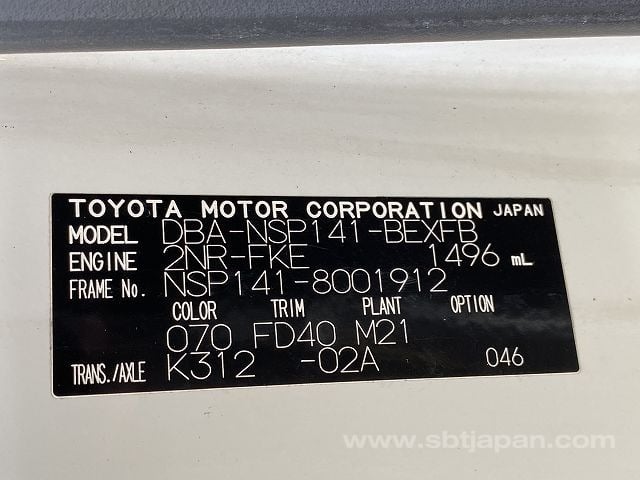 TOYOTA MOTOR CORPORATION JAPAN
MODEL DBA-NSP141-BEXFB
ENGINE 2NR-FKE 1496 mL
FRAME No. NSP141-8001912
COLOR TRIM PLANT OPTION
070 FD40 M21
TRANS./AXLE K312 -02A 046
www.sbtjapan.com